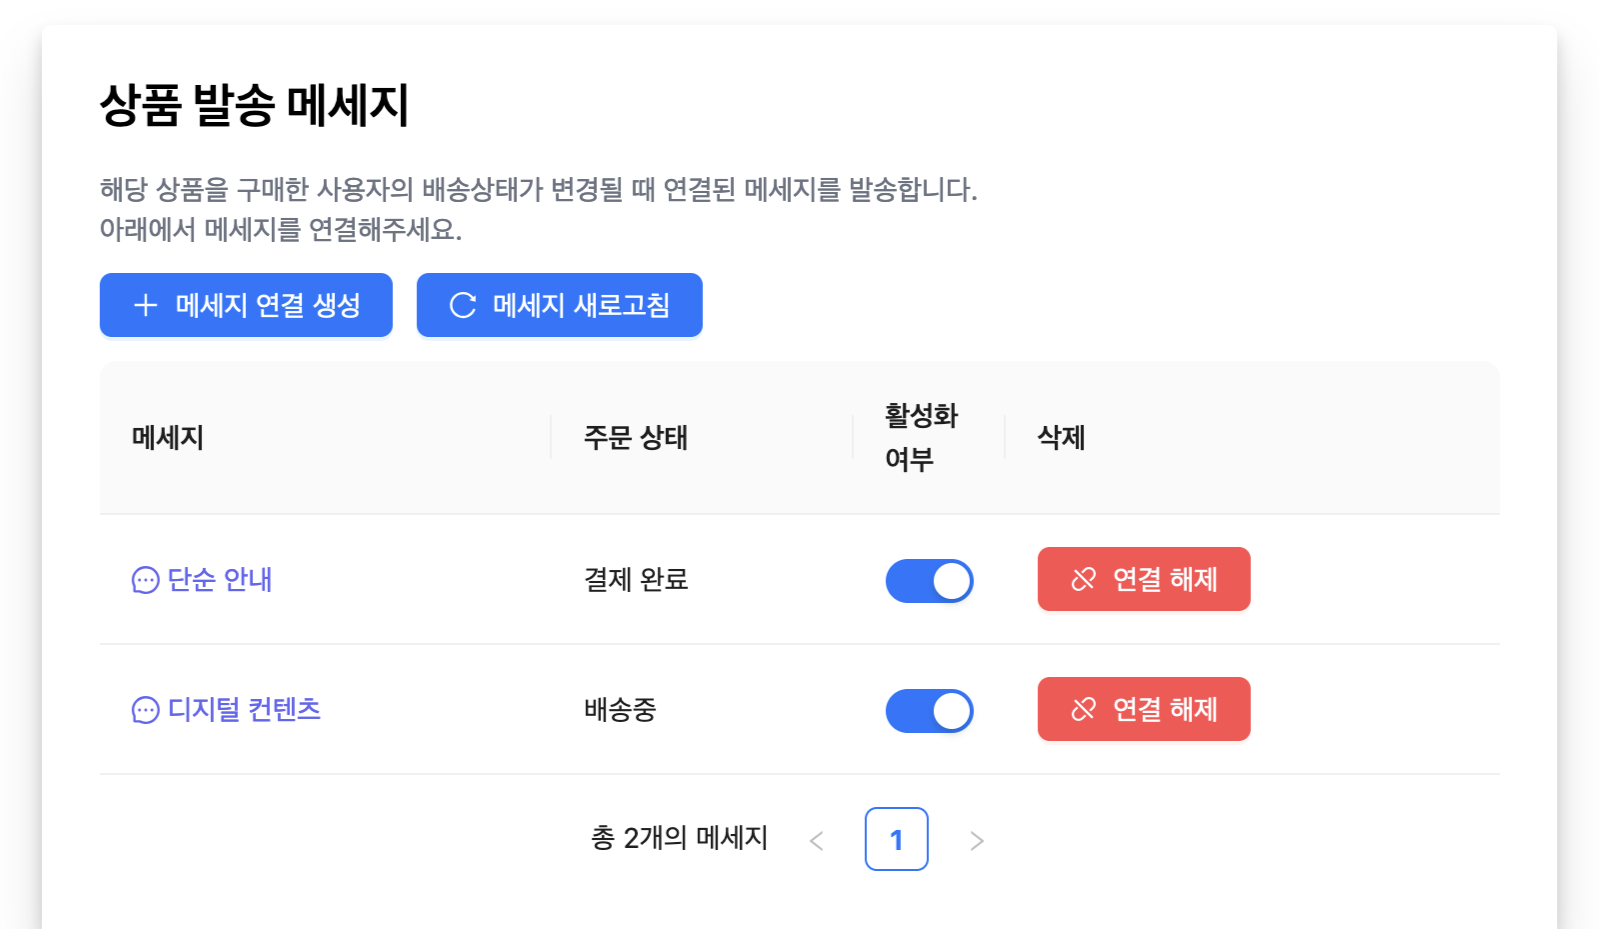 상품 발송 메세지
해당 상품을 구매한 사용자의 배송상태가 변경될 때 연결된 메세지를 발송합니다.
아래에서 메세지를 연결해주세요.
메세지 연결 생성
메세지 새로고침
메세지
주문 상태
활성화
여부
삭제
단순 안내
결제 완료
연결 해제
디지털 컨텐츠
배송중
연결 해제
총 2개의 메세지
1